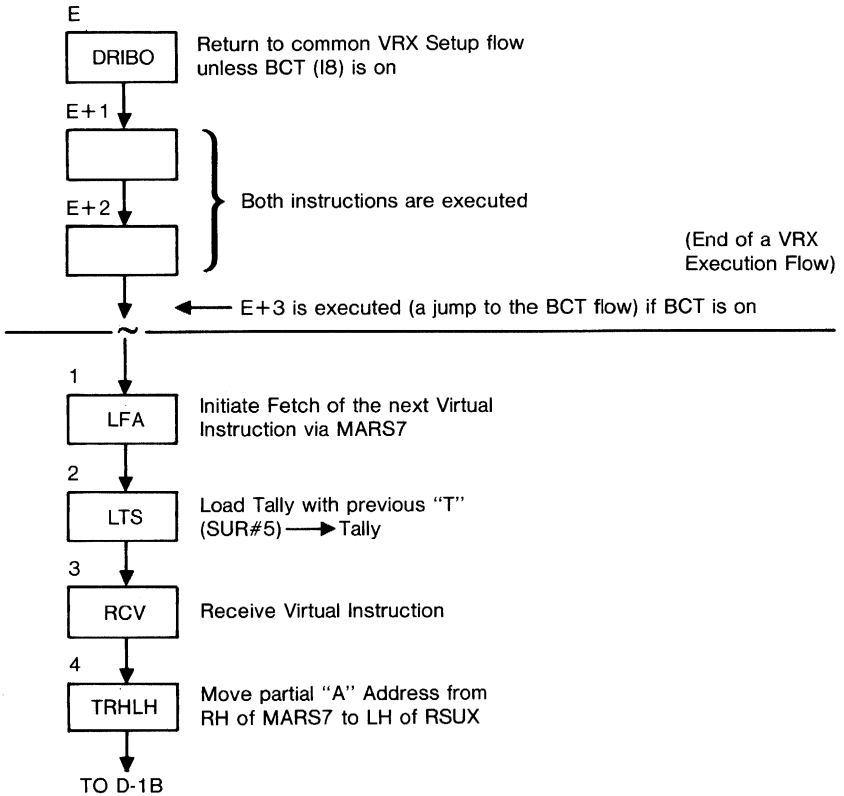 E
DRIBO
Return to common VRX Setup flow
unless BCT (I8) is on
E+1
E+2
Both instructions are executed
(End of a VRX
Execution Flow)
E+3 is executed (a jump to the BCT flow) if BCT is on
~
1
LFA
Initiate Fetch of the next Virtual
Instruction via MARS7
2
LTS
Load Tally with previous “T”
(SUR#5) → Tally
3
RCV
Receive Virtual Instruction
4
TRHLH
Move partial “A” Address from
RH of MARS7 to LH of RSUX
TO D-1B